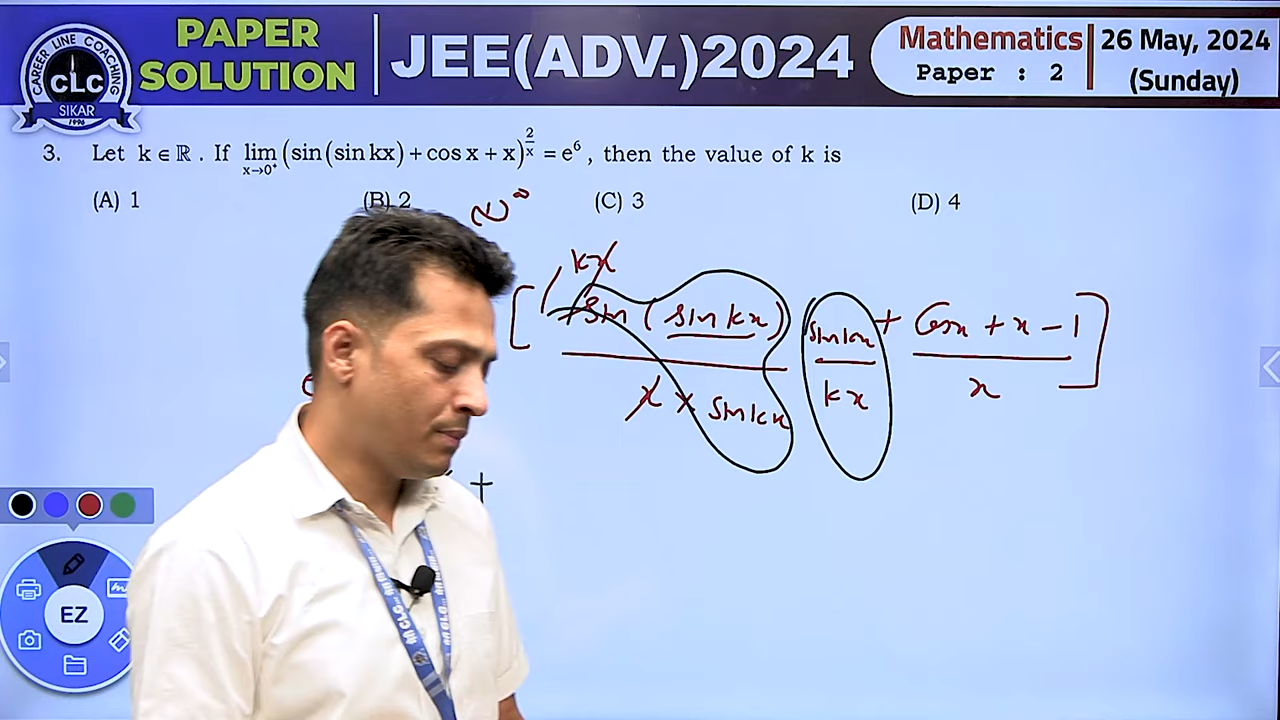 CAREER LINE COACHING
CLC
SIKAR
1996
PAPER
SOLUTION
JEE(ADV.)2024
Mathematics
Paper : 2
26 May, 2024
(Sunday)
3. Let k ∈ ℝ. If lim x→0⁺ (sin(sin kx) + cos x + x)^(2/x) = e⁶, then the value of k is
(A) 1 (B) 2 (C) 3 (D) 4
kx
[ sin (sin kx) sin kx + Cosx + x - 1 ]
x × sin kx kx x
+
EZ
CLC